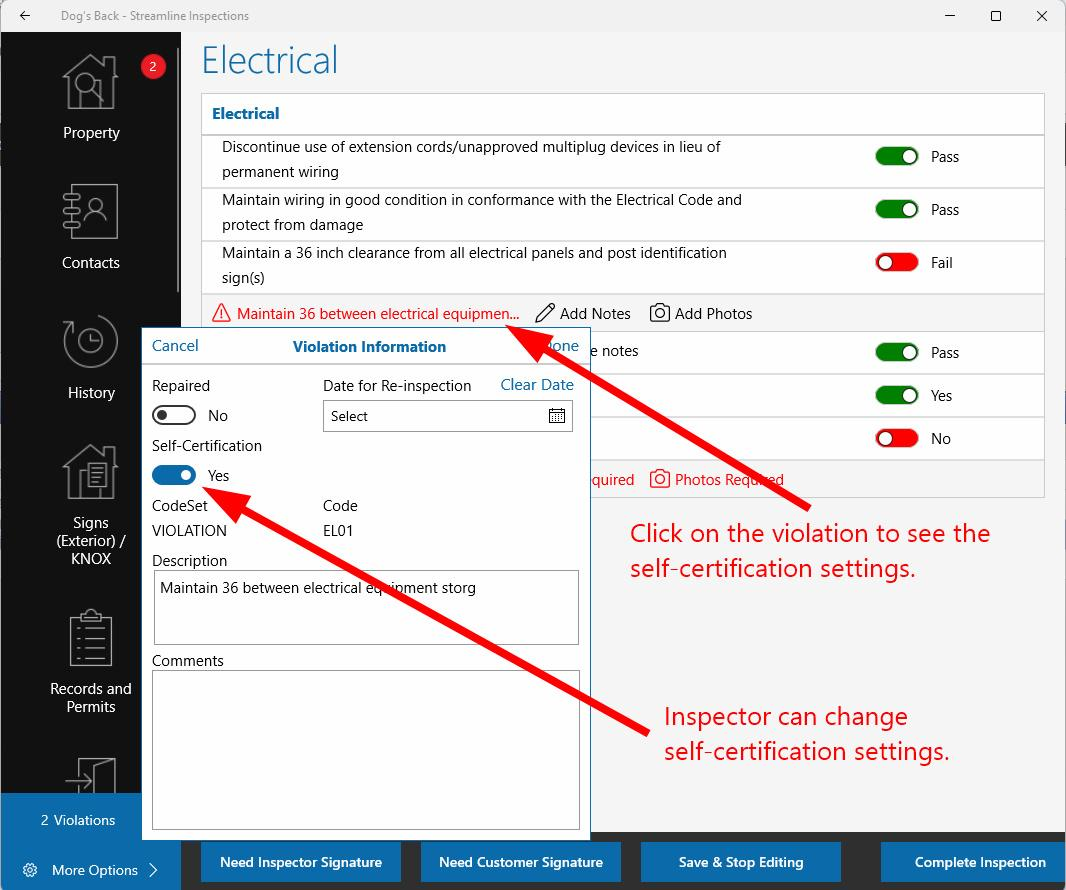 Dog's Back - Streamline Inspections
2
Property
Contacts
History
Signs
(Exterior) /
KNOX
Records and
Permits
2 Violations
More Options
Electrical
Electrical
Discontinue use of extension cords/unapproved multiplug devices in lieu of
permanent wiring
Pass
Maintain wiring in good condition in conformance with the Electrical Code and
protect from damage
Pass
Maintain a 36 inch clearance from all electrical panels and post identification
sign(s)
Fail
Maintain 36 between electrical equipmen... Add Notes Add Photos
notes
Pass
Yes
No
Photos Required
Cancel Violation Information
Repaired
No
Date for Re-inspection Clear Date
Select
Self-Certification
Yes
CodeSet Code
VIOLATION EL01
Description
Maintain 36 between electrical equipment storg
Comments
Click on the violation to see the
self-certification settings.
Inspector can change
self-certification settings.
Need Inspector Signature Need Customer Signature Save & Stop Editing Complete Inspection